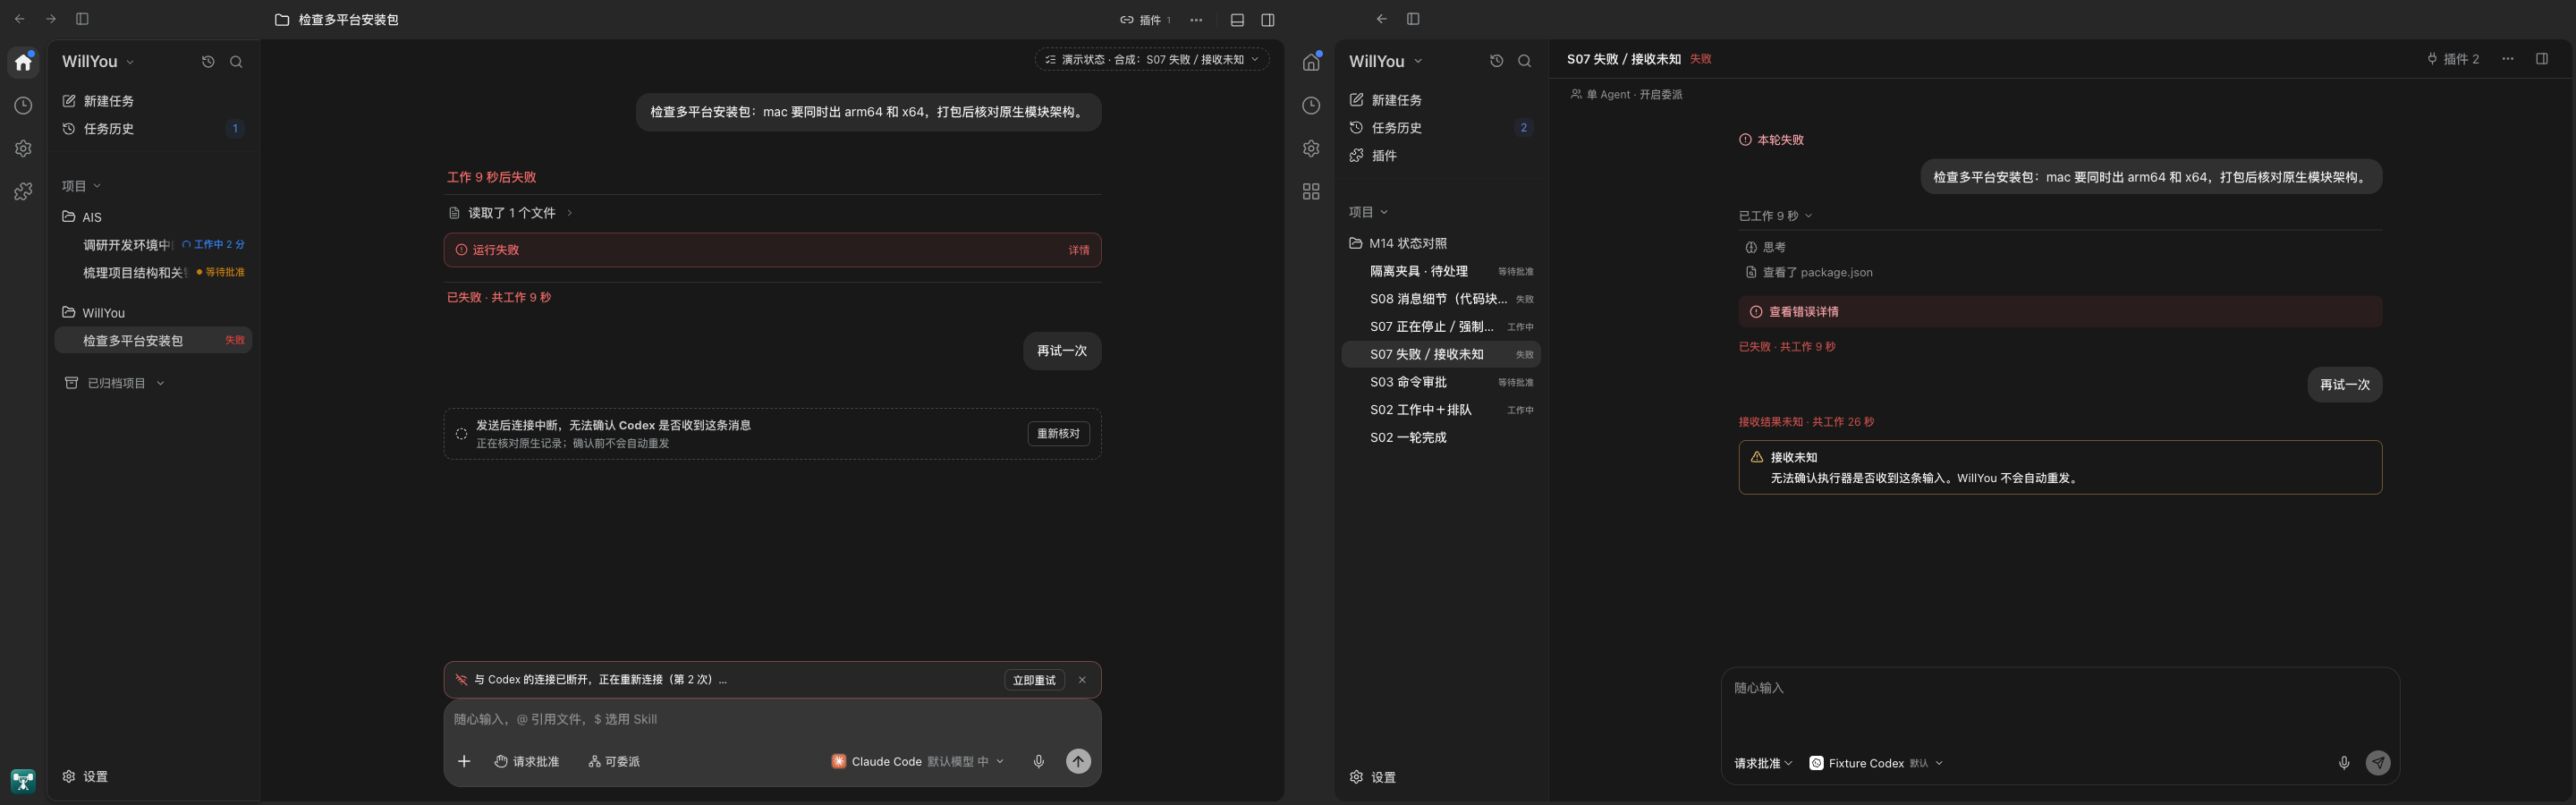 检查多平台安装包
插件 1
WillYou
新建任务
任务历史 1
项目
AIS
调研开发环境中 工作中 2 分
梳理项目结构和关 等待批准
WillYou
检查多平台安装包 失败
已归档项目
设置
演示状态 · 合成：S07 失败 / 接收未知
检查多平台安装包：mac 要同时出 arm64 和 x64，打包后核对原生模块架构。
工作 9 秒后失败
读取了 1 个文件
运行失败 详情
已失败 · 共工作 9 秒
再试一次
发送后连接中断，无法确认 Codex 是否收到这条消息
正在核对原生记录；确认前不会自动重发
重新核对
与 Codex 的连接已断开，正在重新连接（第 2 次）...
立即重试
随心输入，@ 引用文件，$ 选用 Skill
请求批准 可委派 Claude Code 默认模型 中
WillYou
新建任务
任务历史 2
插件
项目
M14 状态对照
隔离夹具 · 待处理 等待批准
S08 消息细节（代码块... 失败
S07 正在停止 / 强制... 工作中
S07 失败 / 接收未知 失败
S03 命令审批 等待批准
S02 工作中＋排队 工作中
S02 一轮完成
设置
S07 失败 / 接收未知 失败
插件 2
单 Agent · 开启委派
本轮失败
检查多平台安装包：mac 要同时出 arm64 和 x64，打包后核对原生模块架构。
已工作 9 秒
思考
查看了 package.json
查看错误详情
已失败 · 共工作 9 秒
再试一次
接收结果未知 · 共工作 26 秒
接收未知
无法确认执行器是否收到这条输入。WillYou 不会自动重发。
随心输入
请求批准 Fixture Codex 默认